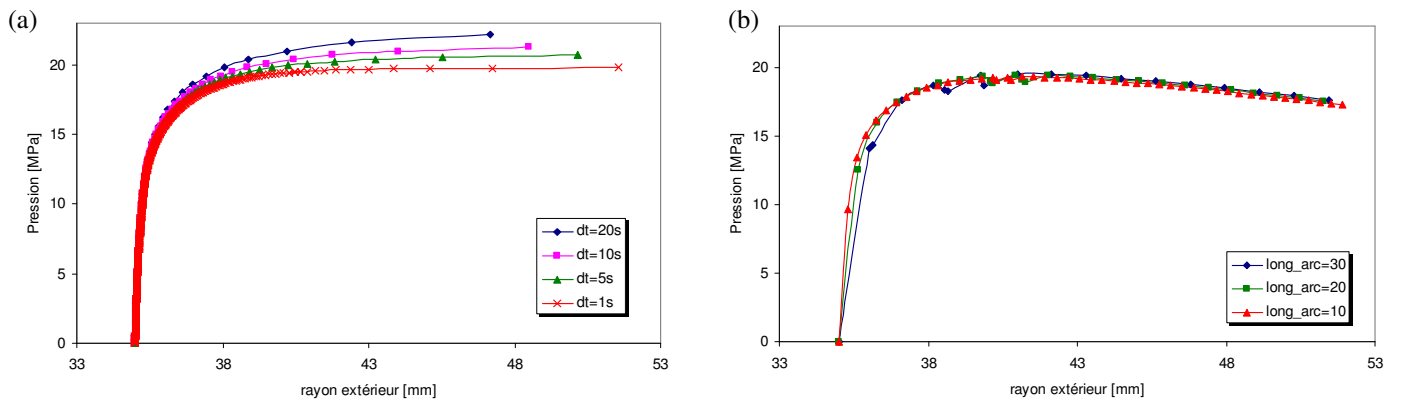 (a)
Pression [MPa]
20
15
10
5
0
33 38 43 48 53
rayon extérieur [mm]
dt=20s
dt=10s
dt=5s
dt=1s
(b)
Pression [MPa]
25
20
15
10
5
0
33 38 43 48 53
rayon extérieur [mm]
long_arc=30
long_arc=20
long_arc=10